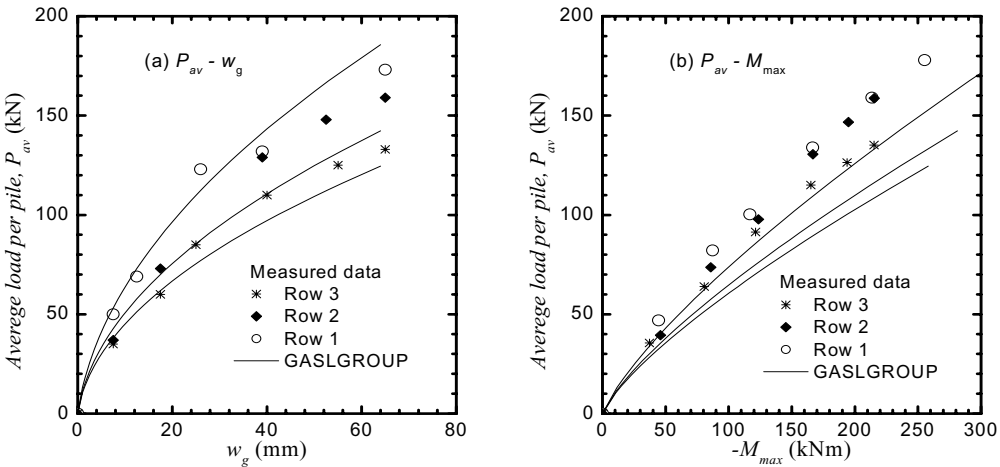 200
150
100
50
0
Averege load per pile, P_av (kN)
(a) P_av - w_g
Measured data
Row 3
Row 2
Row 1
GASLGROUP
0 20 40 60 80
w_g (mm)
200
150
100
50
0
Averege load per pile, P_av (kN)
(b) P_av - M_max
Measured data
Row 3
Row 2
Row 1
GASLGROUP
0 50 100 150 200 250 300
-M_max (kNm)